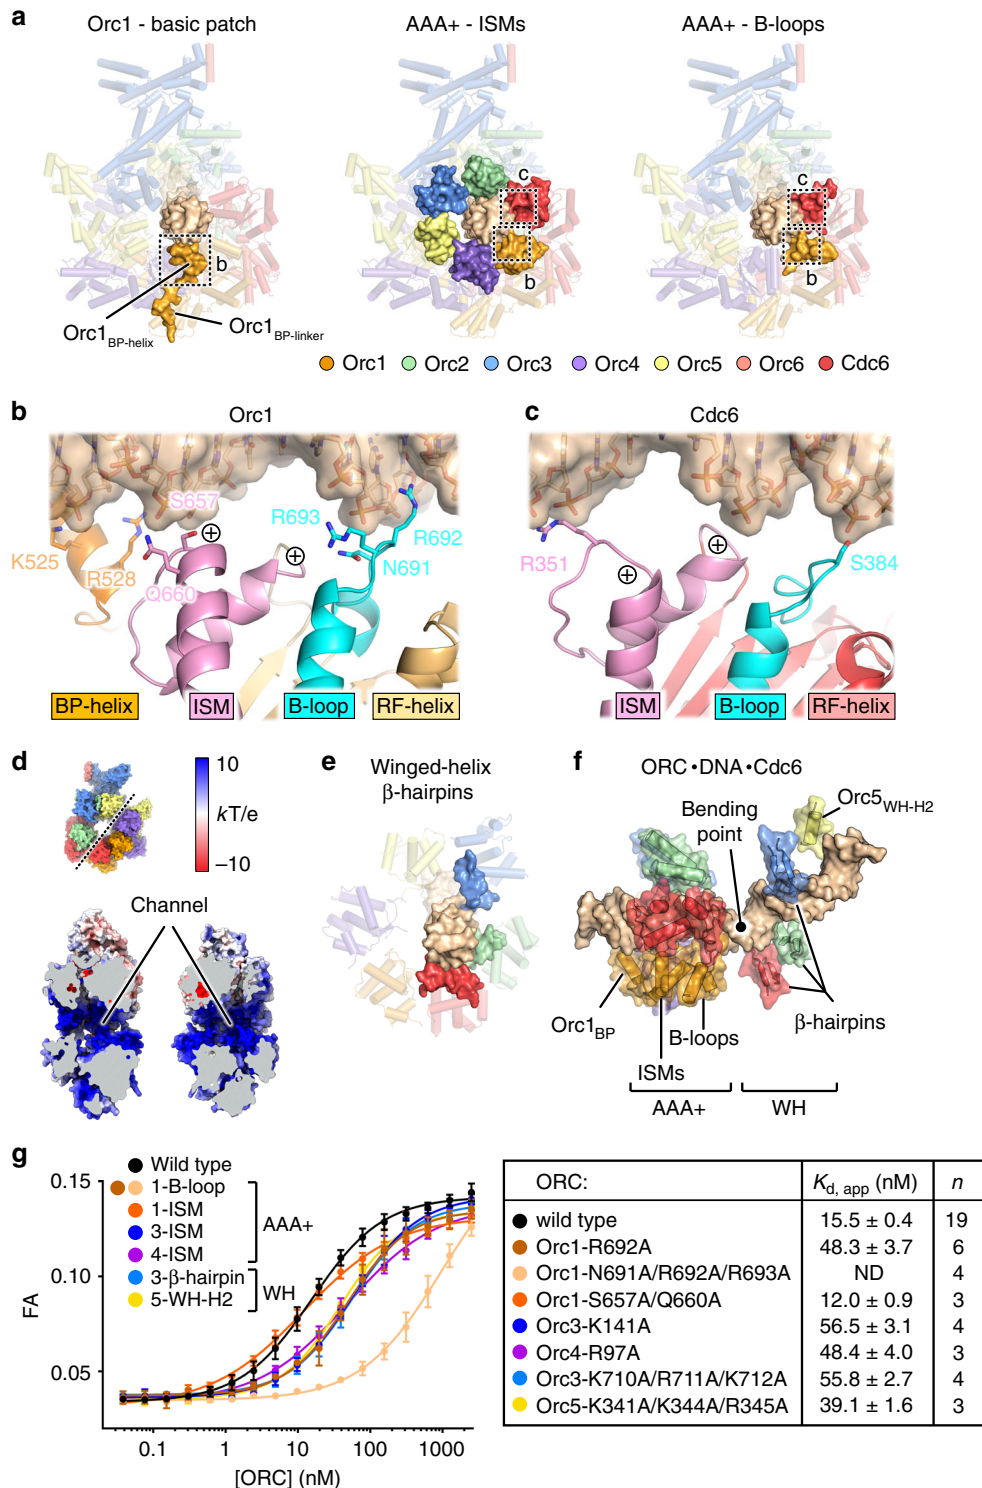 a
Orc1 - basic patch
AAA+ - ISMs
AAA+ - B-loops
b
c
b
c
b
Orc1BP-helix
Orc1BP-linker
Orc1
Orc2
Orc3
Orc4
Orc5
Orc6
Cdc6
b
Orc1
S657
K525
R528
Q660
R693
R692
N691
BP-helix
ISM
B-loop
RF-helix
c
Cdc6
R351
S384
ISM
B-loop
RF-helix
d
10
kT/e
–10
Channel
e
Winged-helix
β-hairpins
f
ORC•DNA•Cdc6
Bending
point
Orc5WH-H2
Orc1BP
B-loops
ISMs
β-hairpins
AAA+
WH
g
Wild type
1-B-loop
1-ISM
3-ISM
4-ISM
3-β-hairpin
5-WH-H2
AAA+
WH
0.15
0.10
0.05
FA
0.1 1 10 100 1000
[ORC] (nM)
ORC: Kd, app (nM) n
wild type 15.5 ± 0.4 19
Orc1-R692A 48.3 ± 3.7 6
Orc1-N691A/R692A/R693A ND 4
Orc1-S657A/Q660A 12.0 ± 0.9 3
Orc3-K141A 56.5 ± 3.1 4
Orc4-R97A 48.4 ± 4.0 3
Orc3-K710A/R711A/K712A 55.8 ± 2.7 4
Orc5-K341A/K344A/R345A 39.1 ± 1.6 3